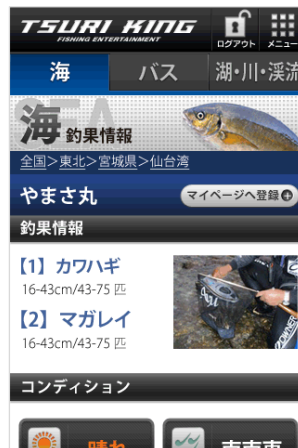 TSURI KING
FISHING ENTERTAINMENT
ログアウト
メニュー
海
バス
湖・川・渓流
SEA
海 釣果情報
全国>東北>宮城県>仙台湾
やまさ丸
マイページへ登録
釣果情報
【1】カワハギ
16-43cm/43-75 匹
【2】マガレイ
16-43cm/43-75 匹
コンディション
晴れ
南南東